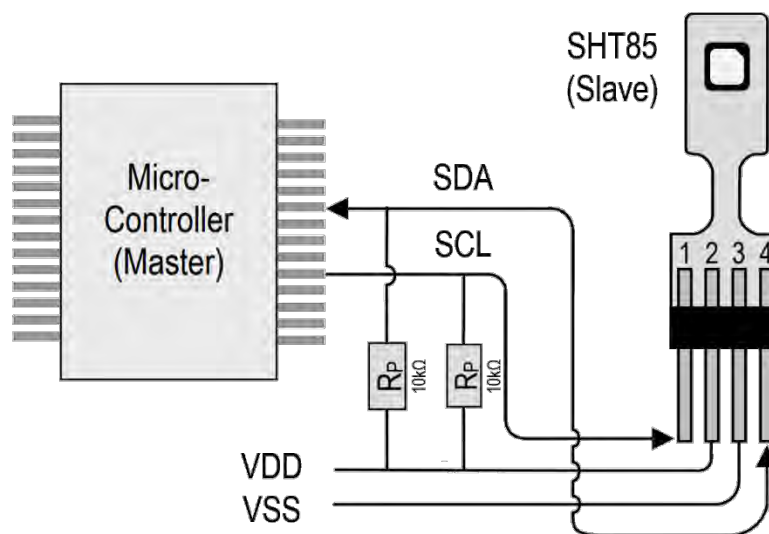 SHT85
(Slave)
Micro-
Controller
(Master)
SDA
SCL
1 2 3 4
RP
10kΩ
RP
10kΩ
VDD
VSS